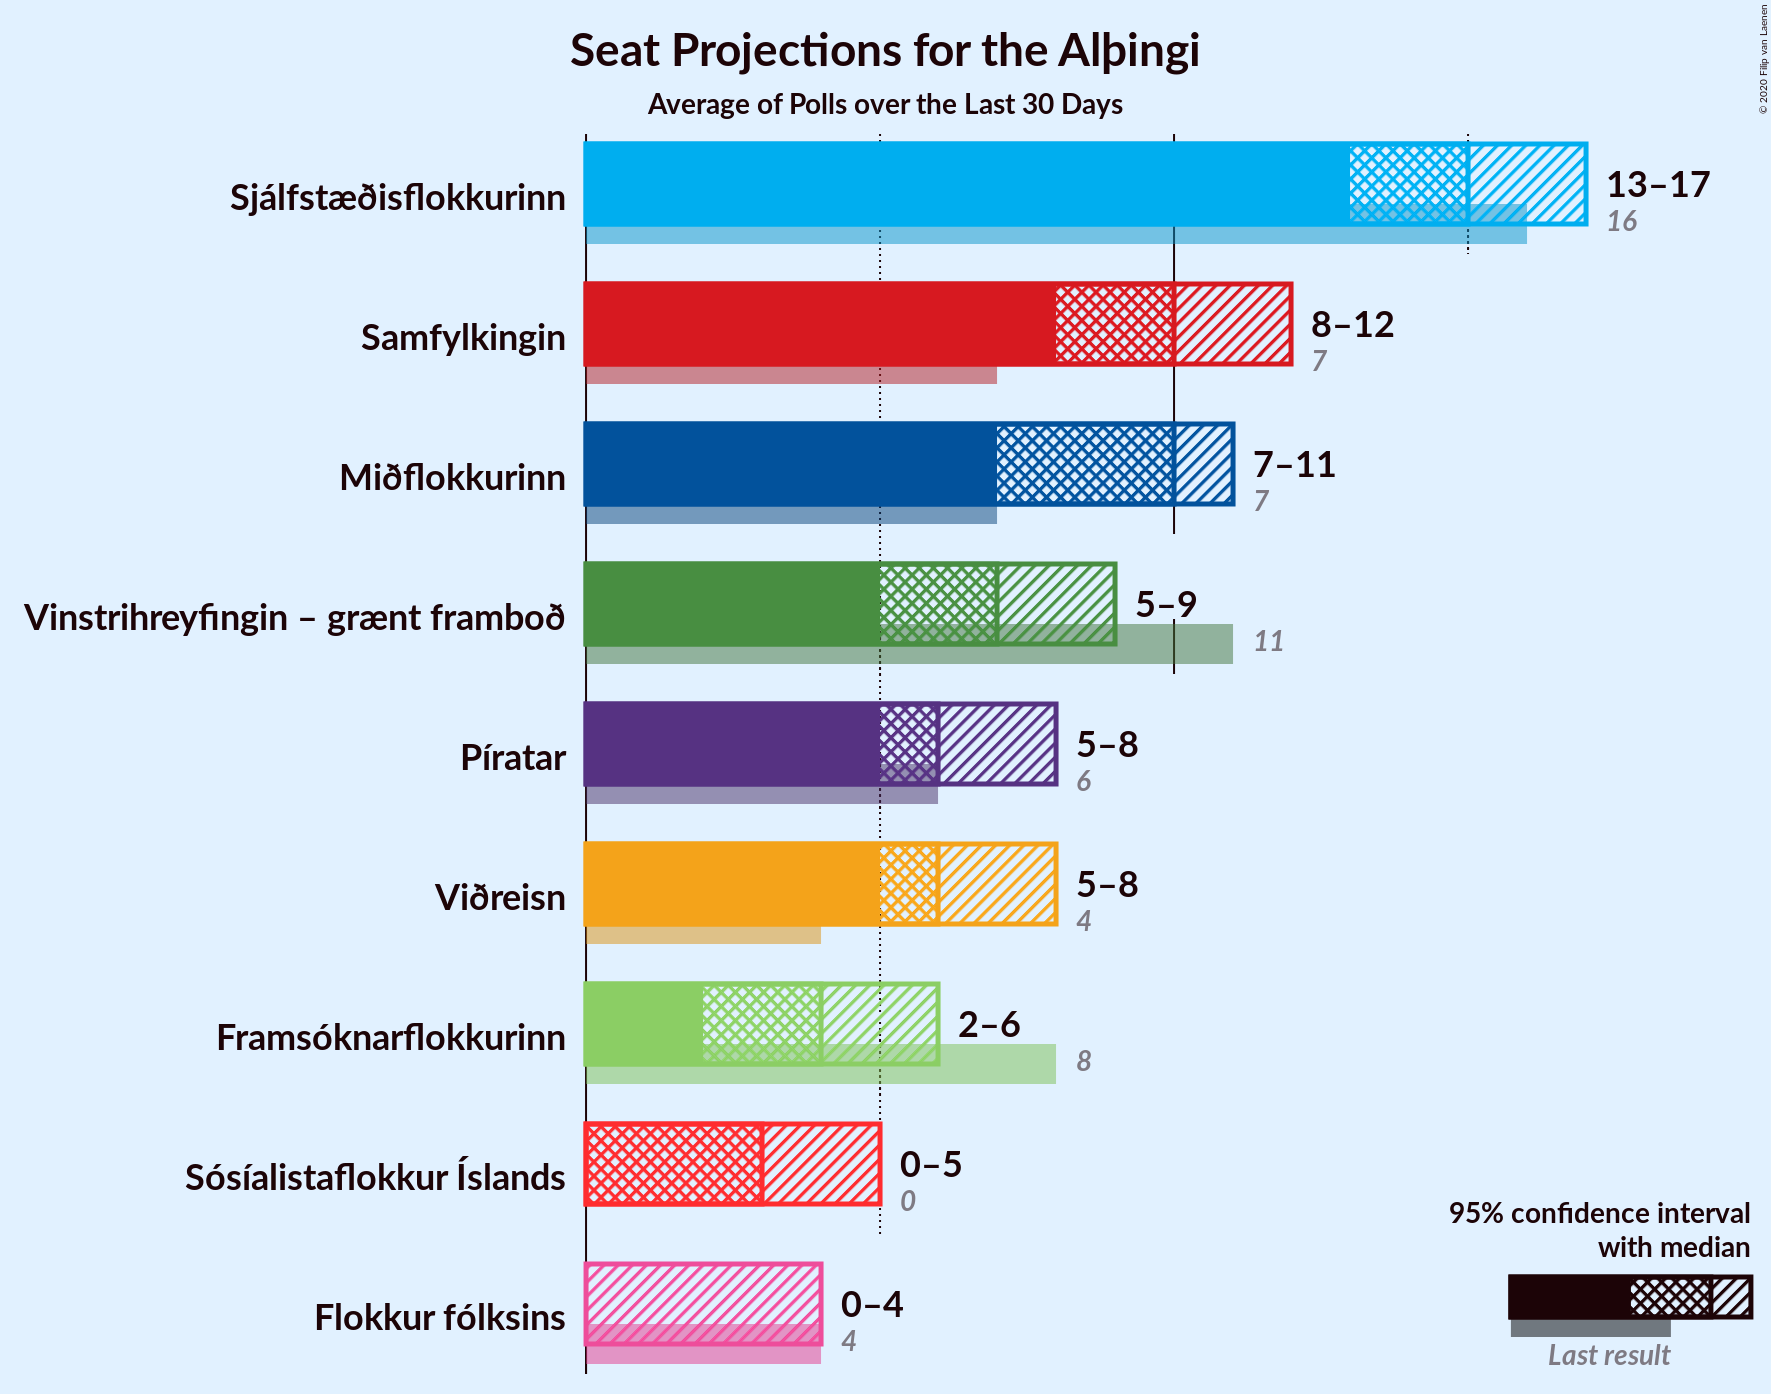 Seat Projections for the Alþingi
Average of Polls over the Last 30 Days
© 2020 Filip van Laenen
Sjálfstæðisflokkurinn
13–17
16
Samfylkingin
8–12
7
Miðflokkurinn
7–11
7
Vinstrihreyfingin – grænt framboð
5–9
11
Píratar
5–8
6
Viðreisn
5–8
4
Framsóknarflokkurinn
2–6
8
Sósíalistaflokkur Íslands
0–5
0
Flokkur fólksins
0–4
4
95% confidence interval
with median
Last result